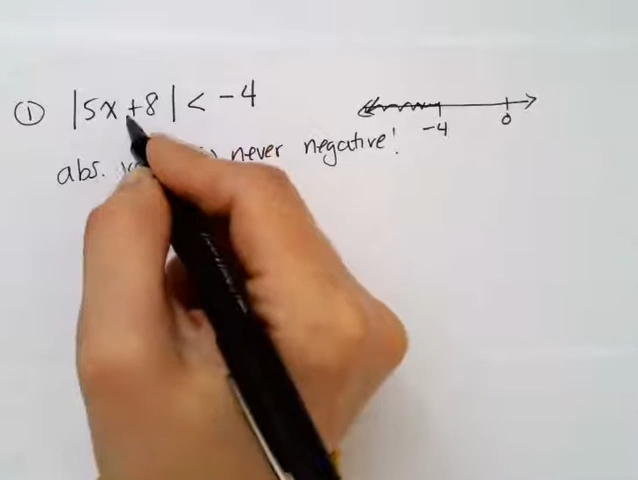 ① |5x+8| < -4
-4 0
abs. never negative!